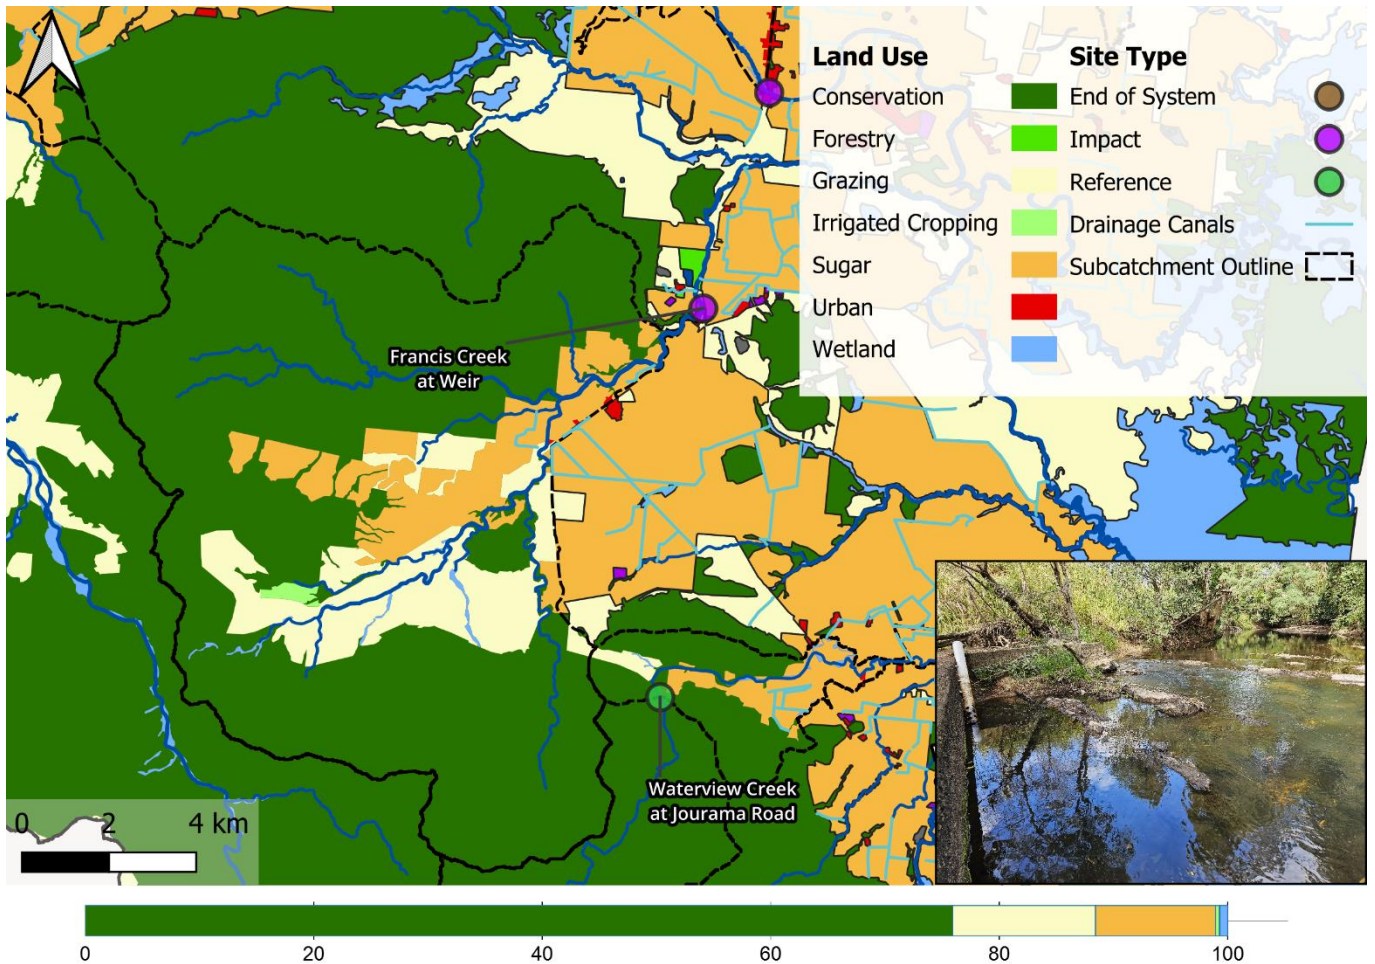 Land Use
Site Type
Conservation
End of System
Forestry
Impact
Grazing
Reference
Irrigated Cropping
Drainage Canals
Sugar
Subcatchment Outline
Urban
Wetland
Francis Creek
at Weir
Waterview Creek
at Jourama Road
0 2 4 km
0 20 40 60 80 100